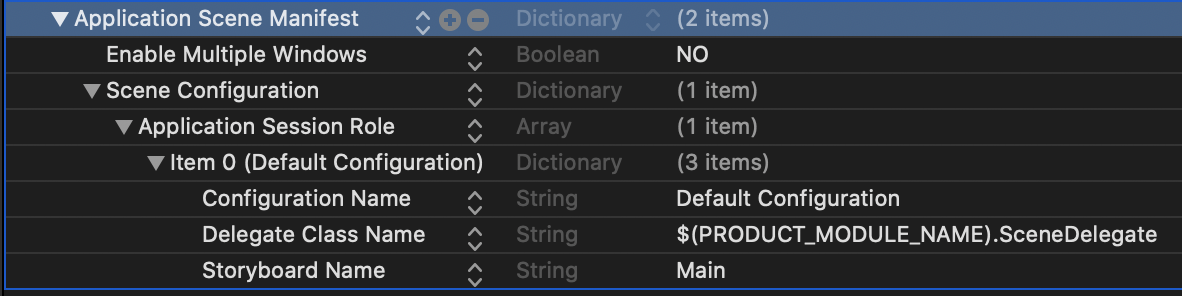 Application Scene Manifest Dictionary (2 items)
Enable Multiple Windows Boolean NO
Scene Configuration Dictionary (1 item)
Application Session Role Array (1 item)
Item 0 (Default Configuration) Dictionary (3 items)
Configuration Name String Default Configuration
Delegate Class Name String $(PRODUCT_MODULE_NAME).SceneDelegate
Storyboard Name String Main